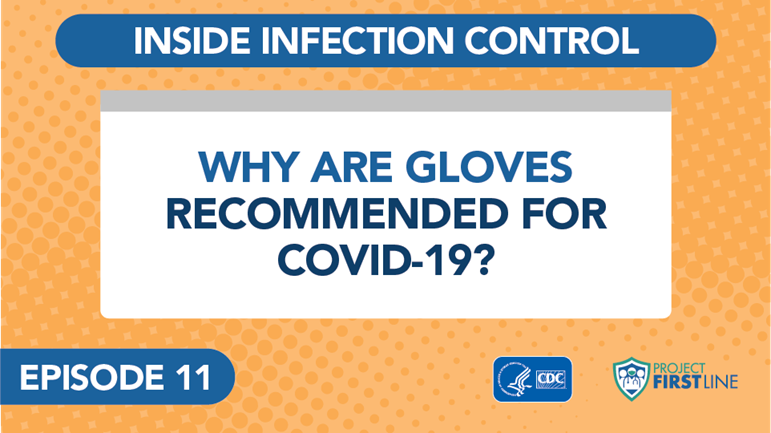 INSIDE INFECTION CONTROL
WHY ARE GLOVES
RECOMMENDED FOR
COVID-19?
EPISODE 11
CDC
PROJECT
FIRSTLINE